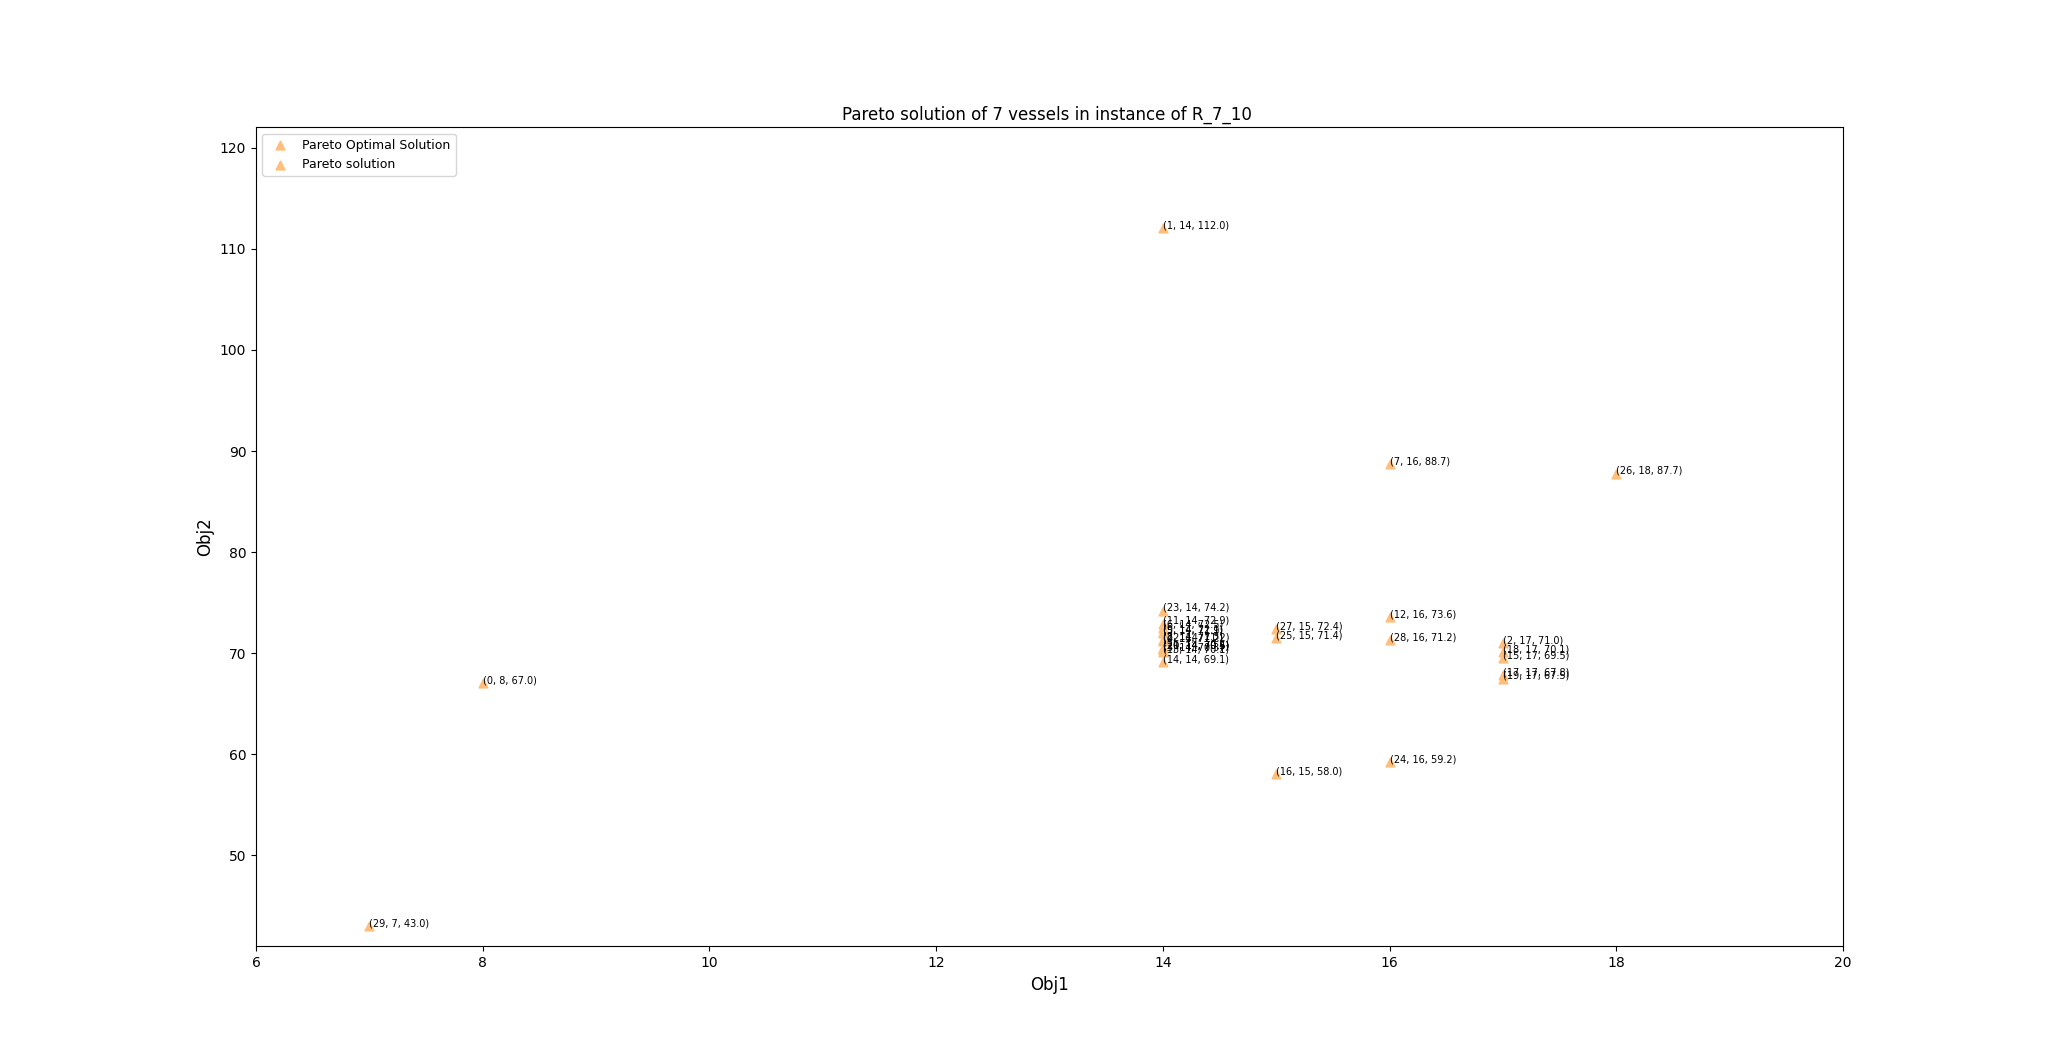 Pareto solution of 7 vessels in instance of R_7_10
Pareto Optimal Solution
Pareto solution
120
110
100
90
80
70
60
50
Obj2
(1, 14, 112.0)
(7, 16, 88.7)
(26, 18, 87.7)
(23, 14, 74.2)
(11, 14, 72.9)
(12, 16, 73.6)
(27, 15, 72.4)
(25, 15, 71.4)
(28, 16, 71.2)
(2, 17, 71.0)
(18, 17, 70.1)
(15, 17, 69.5)
(14, 14, 69.1)
(0, 8, 67.0)
(24, 16, 59.2)
(16, 15, 58.0)
(29, 7, 43.0)
6 8 10 12 14 16 18 20
Obj1